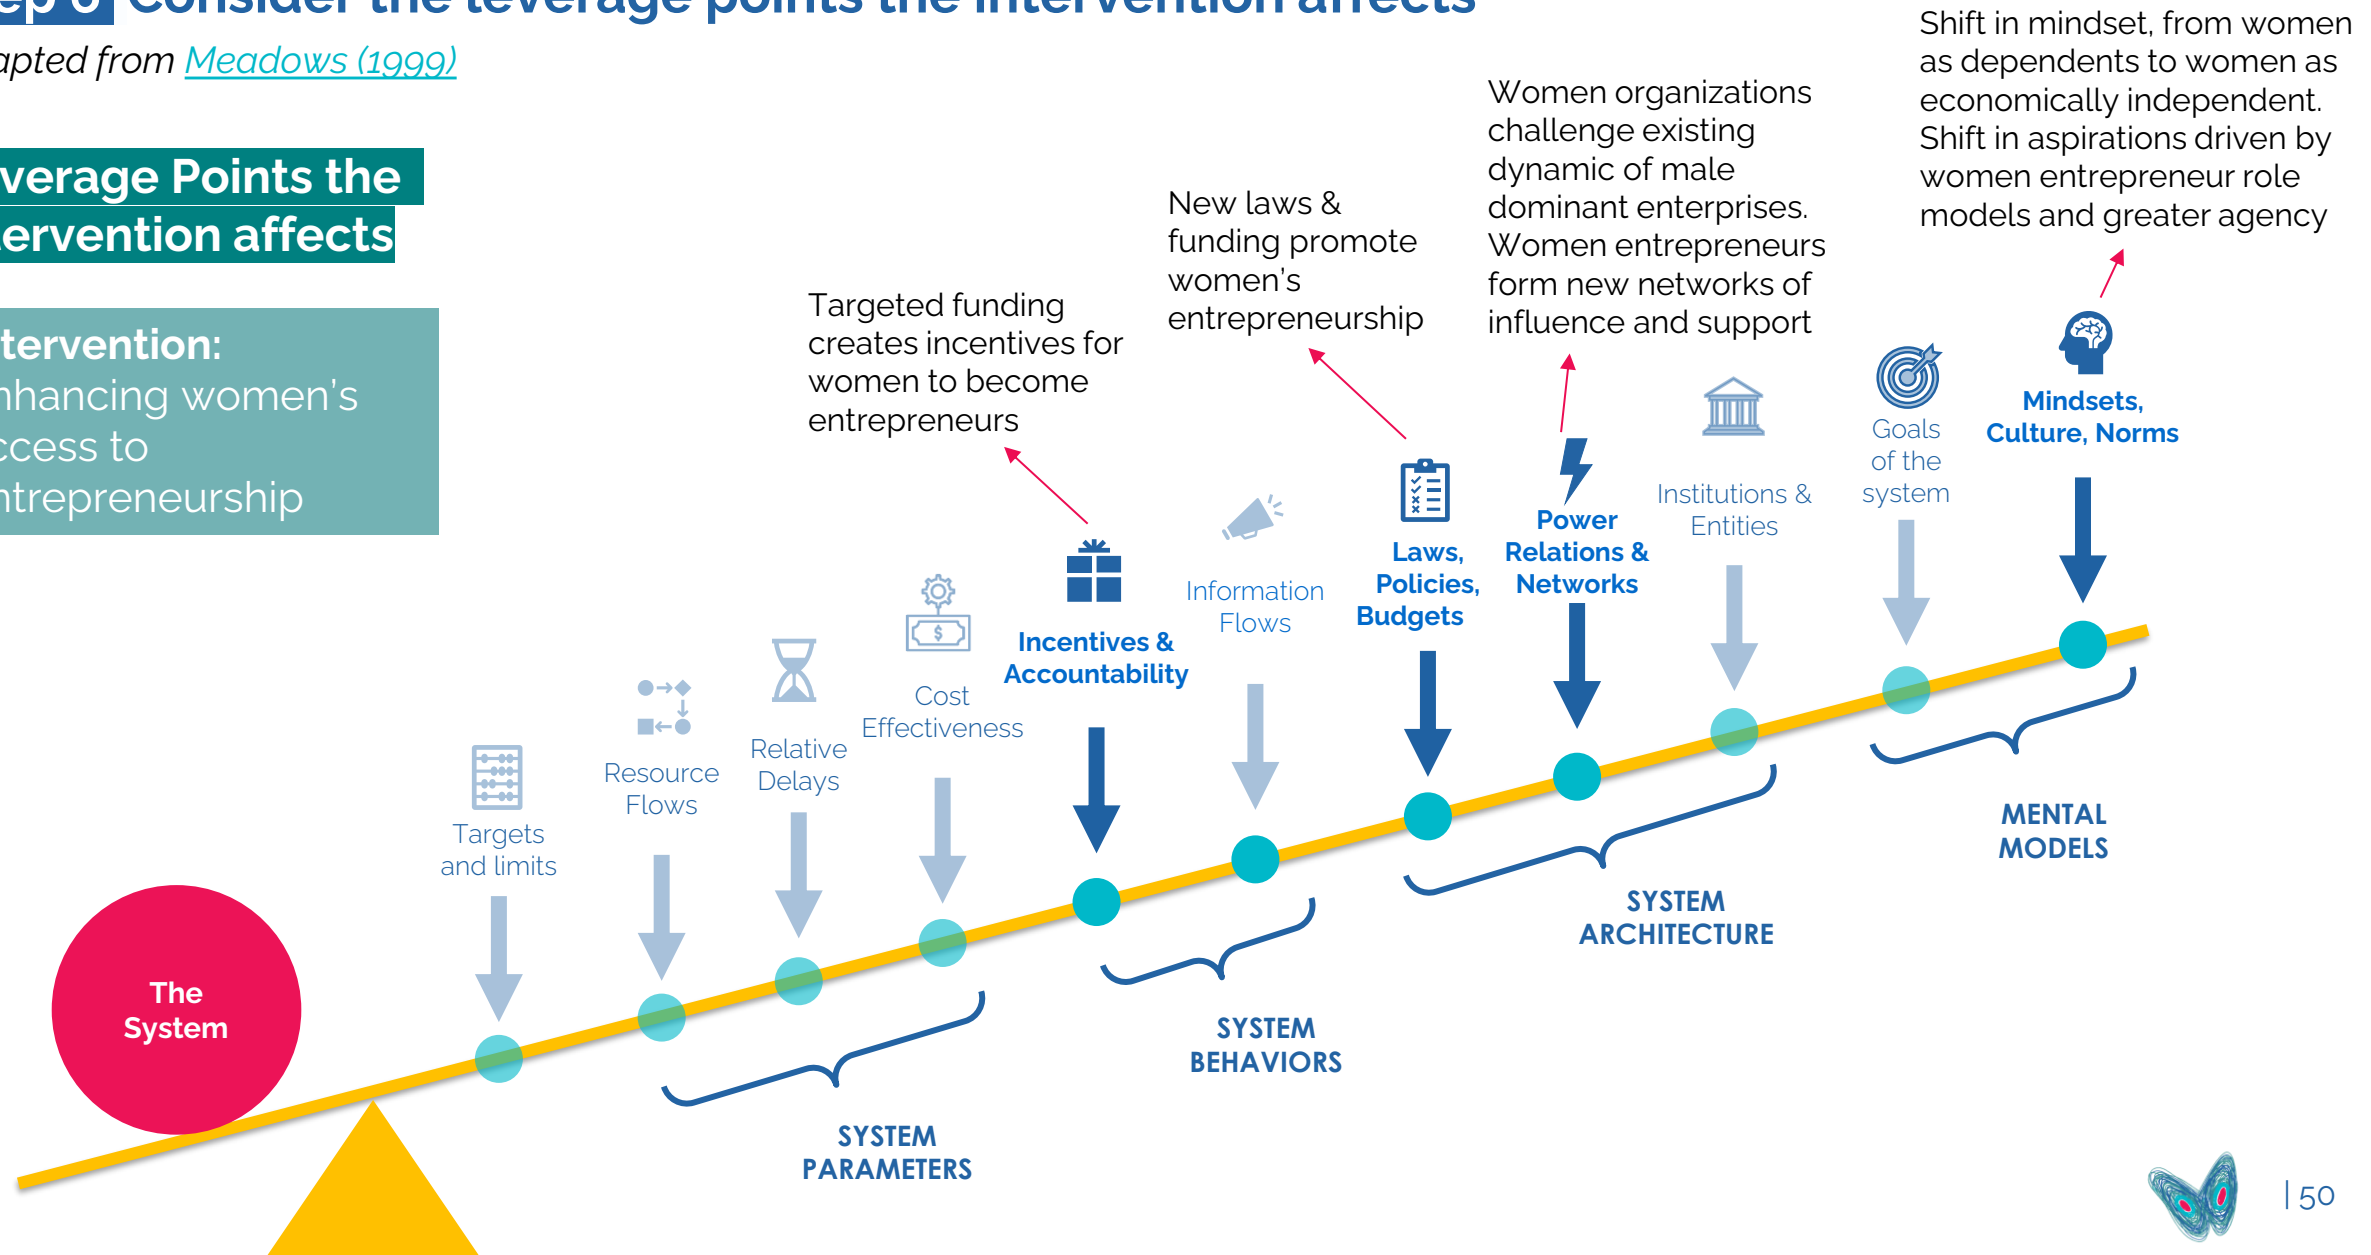 ep 6 Consider the leverage points the intervention affects
apted from Meadows (1999)
verage Points the
tervention affects
tervention:
nhancing women's
ccess to
ntrepreneurship
Targeted funding
creates incentives for
women to become
entrepreneurs
New laws &
funding promote
women's
entrepreneurship
Women organizations
challenge existing
dynamic of male
dominant enterprises.
Women entrepreneurs
form new networks of
influence and support
Shift in mindset, from women
as dependents to women as
economically independent.
Shift in aspirations driven by
women entrepreneur role
models and greater agency
Targets
and limits
Resource
Flows
Relative
Delays
$
Cost
Effectiveness
Incentives &
Accountability
Information
Flows
Laws,
Policies,
Budgets
Power
Relations &
Networks
Institutions &
Entities
Goals
of the
system
Mindsets,
Culture, Norms
The
System
SYSTEM
PARAMETERS
SYSTEM
BEHAVIORS
SYSTEM
ARCHITECTURE
MENTAL
MODELS
| 50